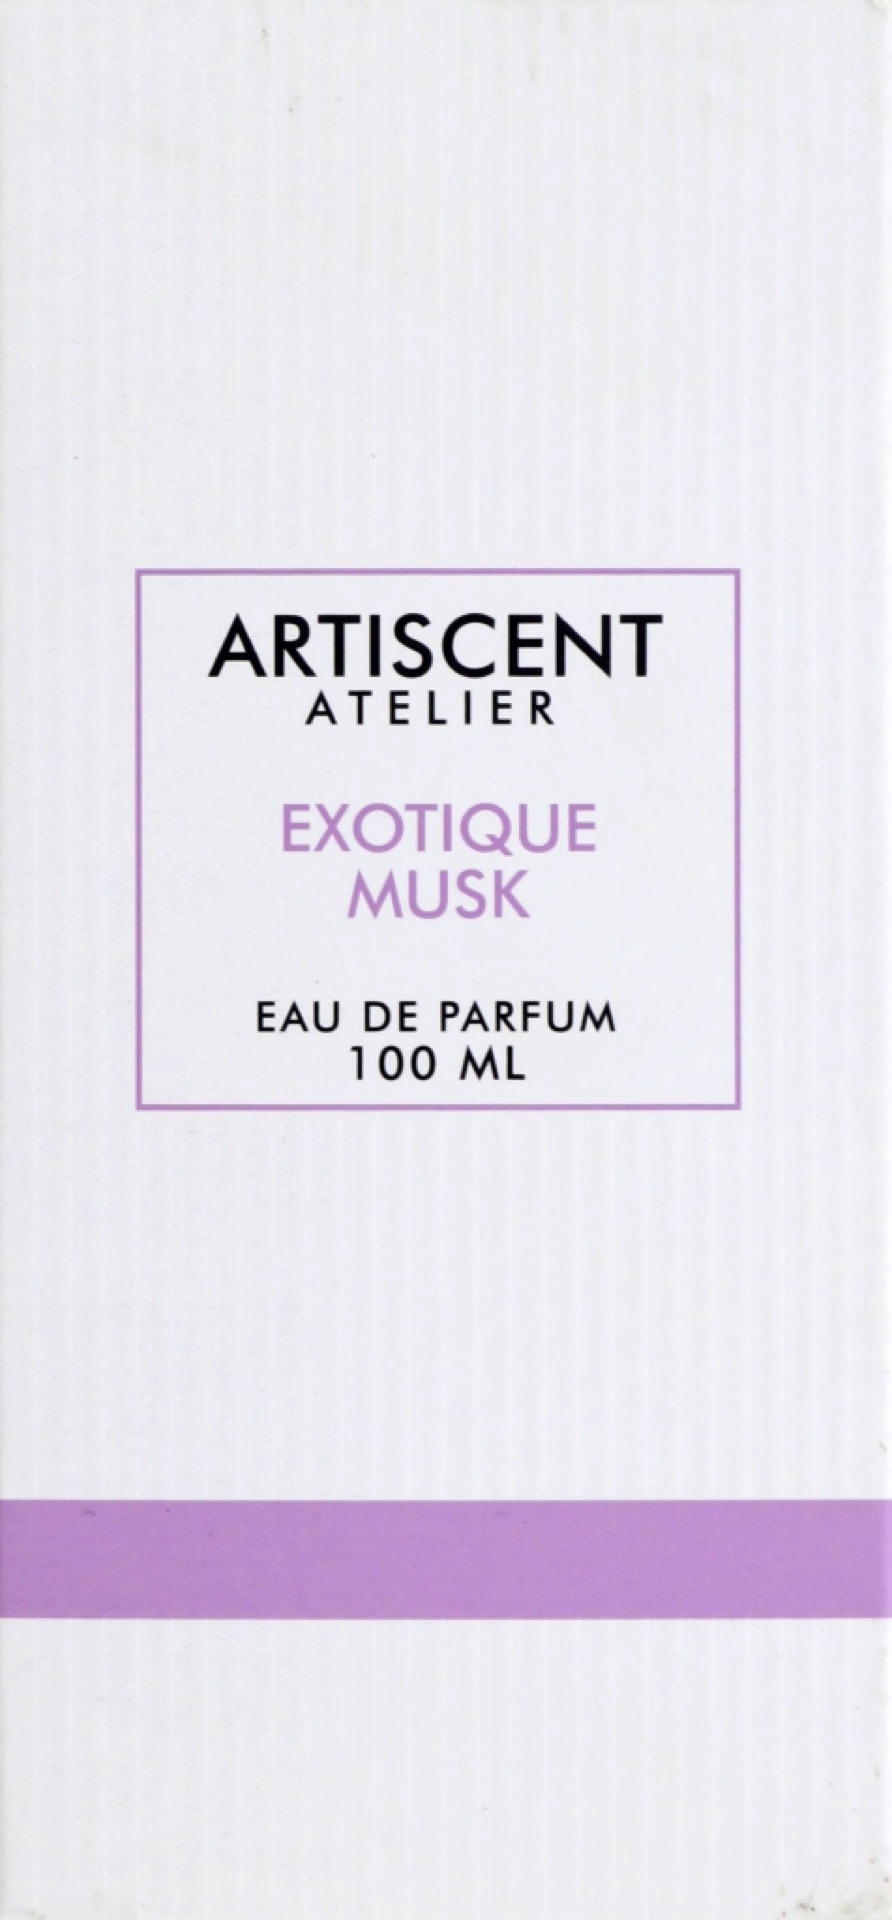 ARTISCENT
ATELIER
EXOTIQUE
MUSK
EAU DE PARFUM
100 ML